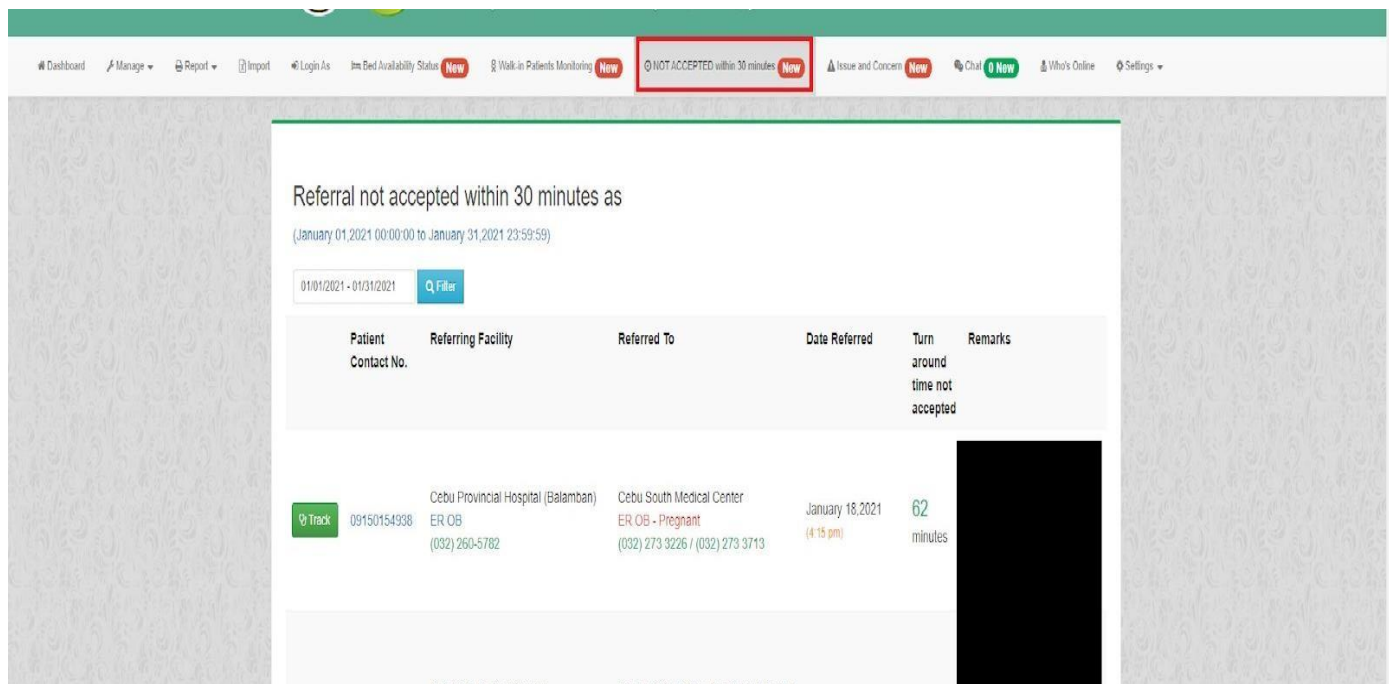 Dashboard Manage Report Import Login As Bed Availability Status New Walk-in Patients Monitoring New NOT ACCEPTED within 30 minutes New Issue and Concern New Chat 0 New Who's Online Settings
Referral not accepted within 30 minutes as
(January 01,2021 00:00:00 to January 31,2021 23:59:59)
01/01/2021 - 01/31/2021 Filter
Patient Referring Facility Referred To Date Referred Turn Remarks
Contact No. around
time not
accepted
Cebu Provincial Hospital (Balamban) Cebu South Medical Center
Track 09150154938 ER OB ER OB - Pregnant January 18,2021 62
(032) 260-5782 (032) 273 3226 / (032) 273 3713 (4:15 pm) minutes